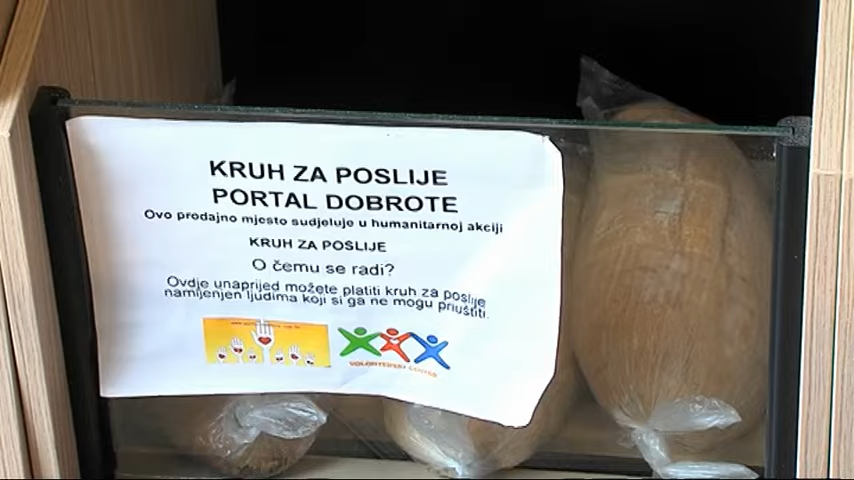 KRUH ZA POSLIJE
PORTAL DOBROTE
Ovo prodajno mjesto sudjeluje u humanitarnoj akciji
KRUH ZA POSLIJE
O čemu se radi?
Ovdje unaprijed možete platiti kruh za poslije
namijenjen ljudima koji si ga ne mogu priuštiti.